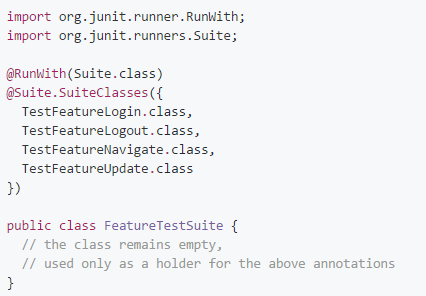 import org.junit.runner.RunWith;
import org.junit.runners.Suite;

@RunWith(Suite.class)
@Suite.SuiteClasses({
  TestFeatureLogin.class,
  TestFeatureLogout.class,
  TestFeatureNavigate.class,
  TestFeatureUpdate.class
})

public class FeatureTestSuite {
  // the class remains empty,
  // used only as a holder for the above annotations
}